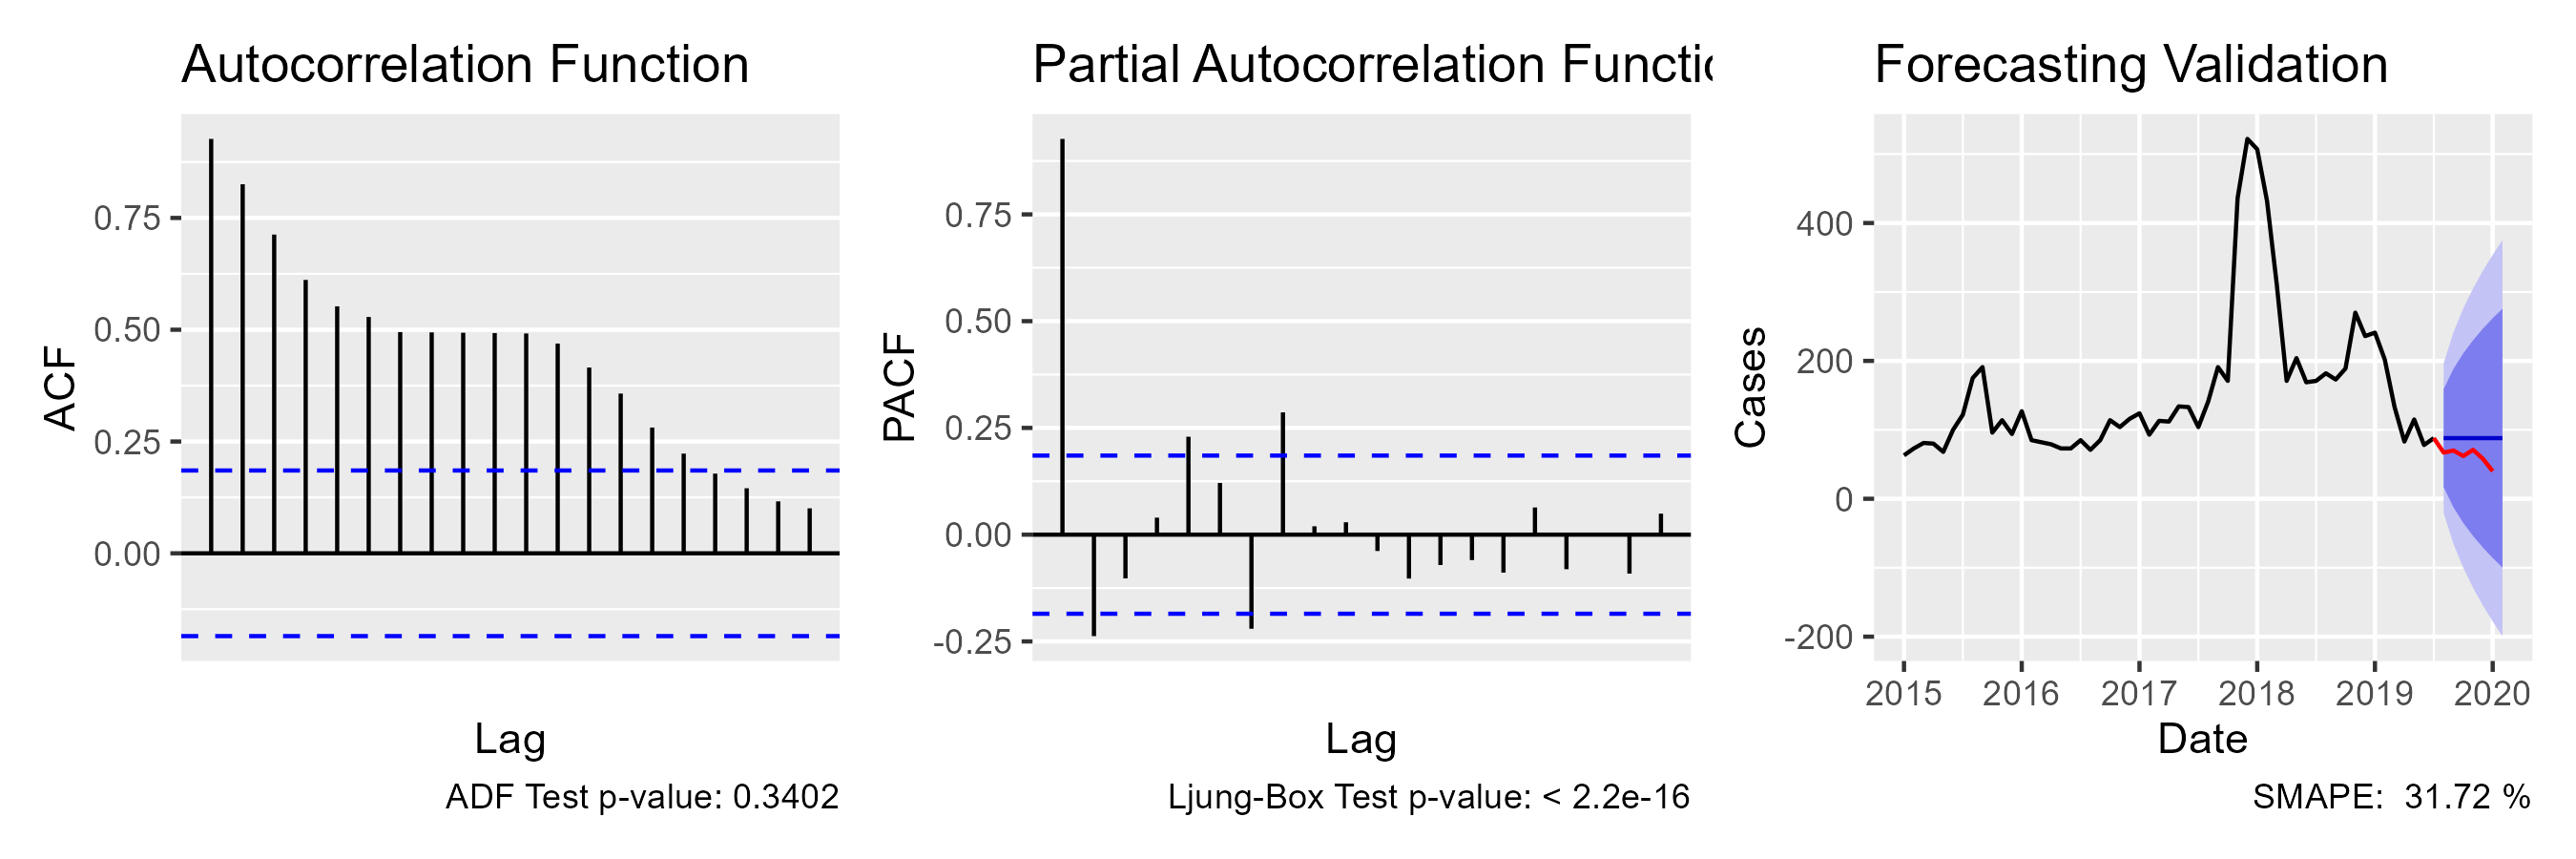 Autocorrelation Function
ACF
0.75
0.50
0.25
0.00
Lag
ADF Test p-value: 0.3402
Partial Autocorrelation Functic
PACF
0.75
0.50
0.25
0.00
-0.25
Lag
Ljung-Box Test p-value: < 2.2e-16
Forecasting Validation
Cases
400
200
0
-200
2015 2016 2017 2018 2019 2020
Date
SMAPE: 31.72 %